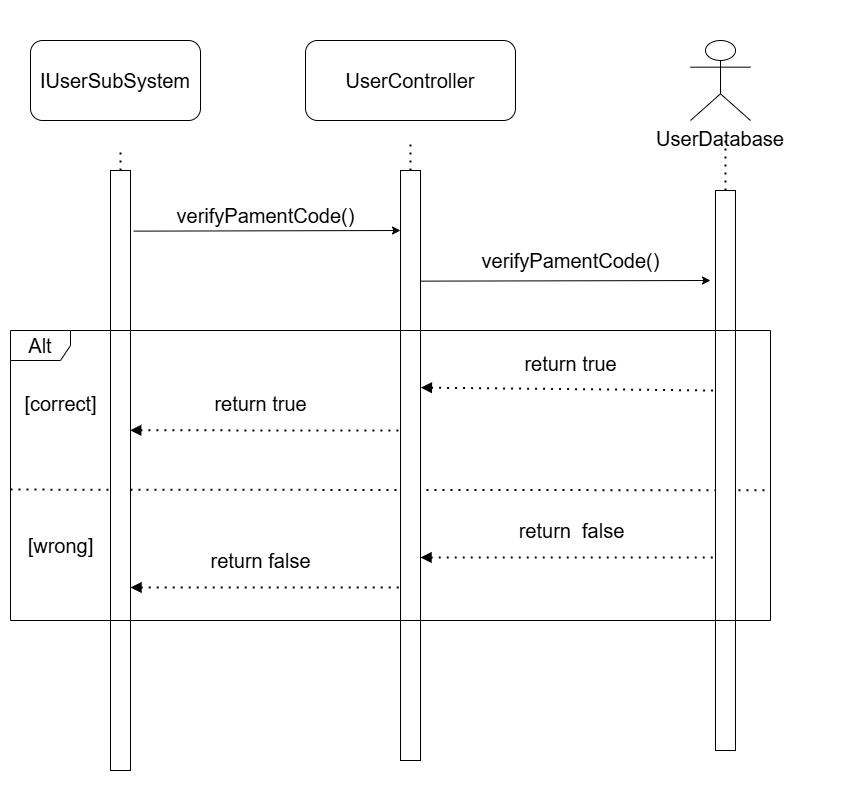 IUserSubSystem
UserController
UserDatabase
verifyPamentCode()
verifyPamentCode()
Alt
return true
[correct]
return true
return  false
[wrong]
return false